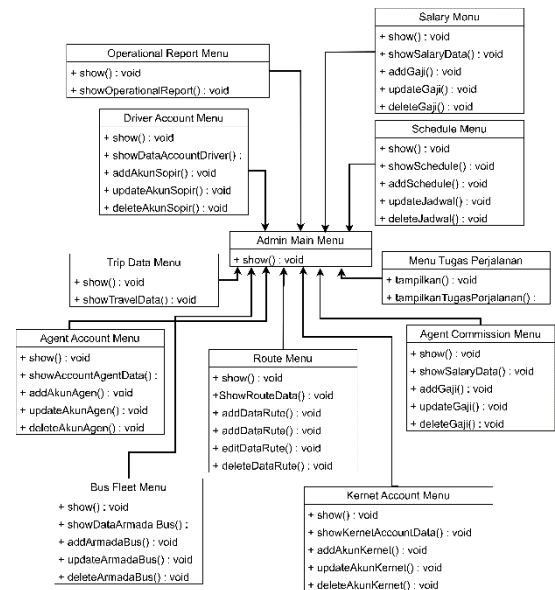 Salary Menu
+ show() : void
+ showSalaryData() : void
+ addGaji() : void
+ updateGaji() : void
+ deleteGaji() : void
Operational Report Menu
+ show() : void
+ showOperationalReport() : void
Driver Account Menu
+ show() : void
+ showDataAccountDriver() :
+ addAkunSopir() : void
+ updateAkunSopir() : void
+ deleteAkunSopir() : void
Schedule Menu
+ show() : void
+ showSchedule() : void
+ addSchedule() : void
+ updateJadwal() : void
+ deleteJadwal() : void
Admin Main Menu
+ show() : void
Trip Data Menu
+ show() : void
+ showTravelData() : void
Menu Tugas Perjalanan
+ tampilkan() : void
+ tampilkanTugasPorjalanan() :
Agent Account Menu
+ show() : void
+ showAccountAgentData() :
+ addAkunAgen() : void
+ updateAkunAgen() : void
+ deleteAkunAgon() : void
Route Menu
+ Show() : void
+ShowRouteData() : void
+ addDataRute() : void
+ addDataRute() : void
+ editDataRute() : void
+ deleteDataRute() : void
Agent Commission Menu
+ show() : void
+ showSalaryData() : void
+ addGaji() : void
+ updateGaji() : void
+ deleteGaji() : void
Bus Fleet Menu
+ show() : void
+ showDataArmada Bus() :
+ addArmadaBus() : void
+ updateArmadaBus() : void
+ deleteArmadaBus() : void
Kernet Account Menu
+ show() : void
+ showKernetAccountData() : void
+ addAkunKernet() : void
+ updateAkunKernet() : void
+ deleteAkunKernet() : void